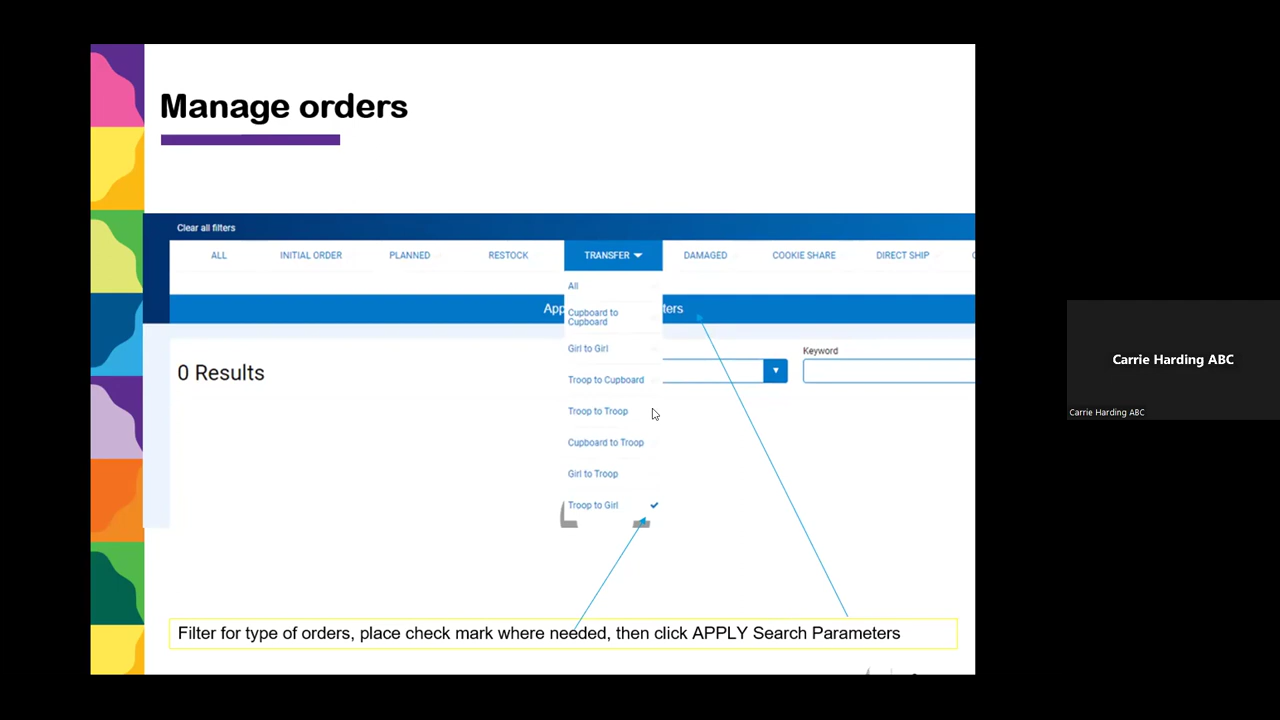 Manage orders
Clear all filters
ALL INITIAL ORDER PLANNED RESTOCK TRANSFER DAMAGED COOKIE SHARE DIRECT SHIP
All
App ters
Cupboard to
Cupboard
Girl to Girl
Keyword
0 Results
Troop to Cupboard
Troop to Troop
Cupboard to Troop
Girl to Troop
Troop to Girl
Filter for type of orders, place check mark where needed, then click APPLY Search Parameters
Carrie Harding ABC
Carrie Harding ABC